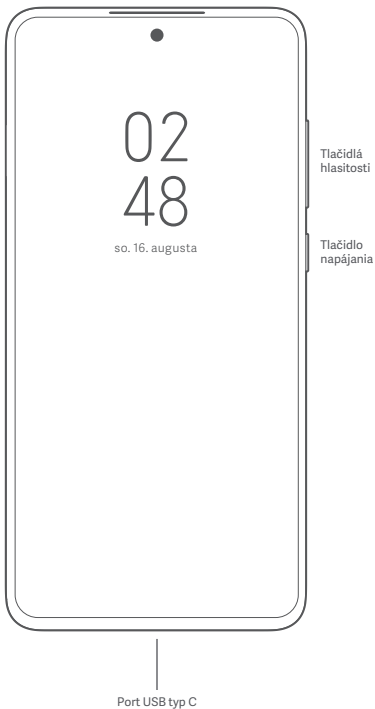 02
48
so. 16. augusta
Tlačidlá
hlasitosti
Tlačidlo
napájania
Port USB typ C